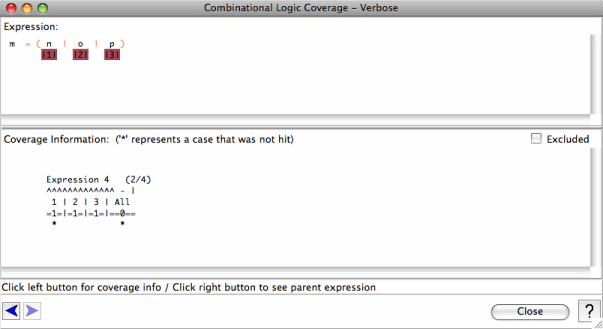 Combinational Logic Coverage - Verbose
Expression:
m = ( n | o | p )
|1| |2| |3|
Coverage Information: ('*' represents a case that was not hit)
Excluded
Expression 4 (2/4)
^^^^^^^^^^^^^ - |
1 | 2 | 3 | All
=1=|=1=|=1=|==0==
* *
Click left button for coverage info / Click right button to see parent expression
Close
?